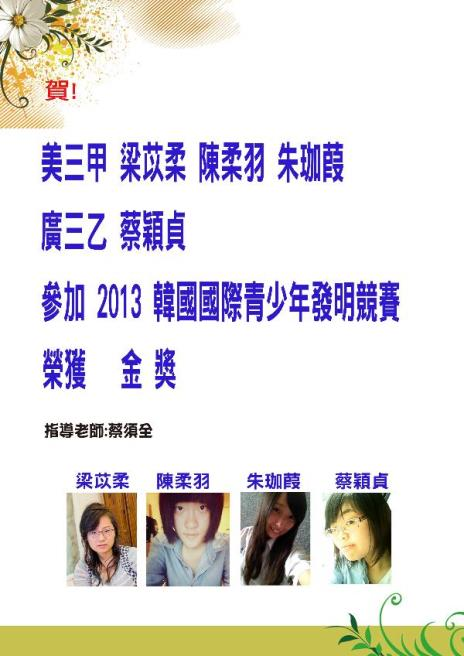 賀!
美三甲 梁苡柔 陳柔羽 朱珈葭
廣三乙 蔡穎貞
參加 2013 韓國國際青少年發明競賽
榮獲 金 獎
指導老師:蔡須全
梁苡柔 陳柔羽 朱珈葭 蔡穎貞